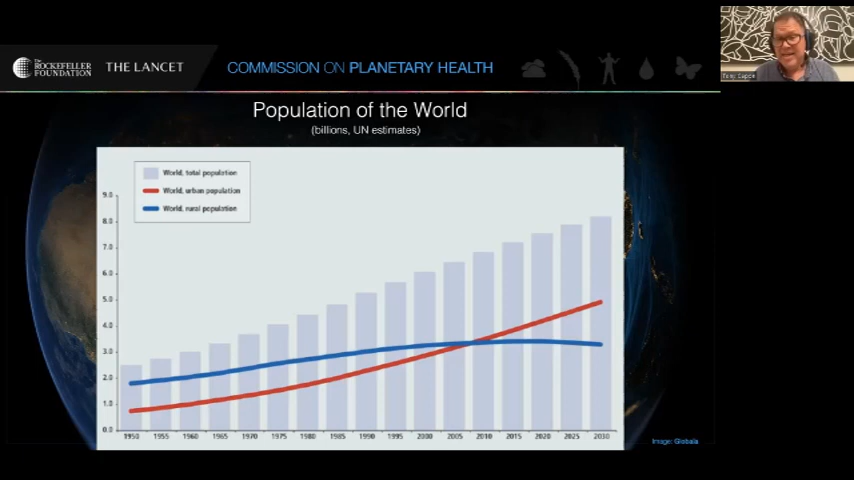 The
ROCKEFELLER
FOUNDATION
THE LANCET
COMMISSION ON PLANETARY HEALTH
Tony Capon
Population of the World
(billions, UN estimates)
World, total population
World, urban population
World, rural population
9.0
8.0
7.0
6.0
5.0
4.0
3.0
2.0
1.0
0.0
1950 1955 1960 1965 1970 1975 1980 1985 1990 1995 2000 2005 2010 2015 2020 2025 2030
Image: Globaïa